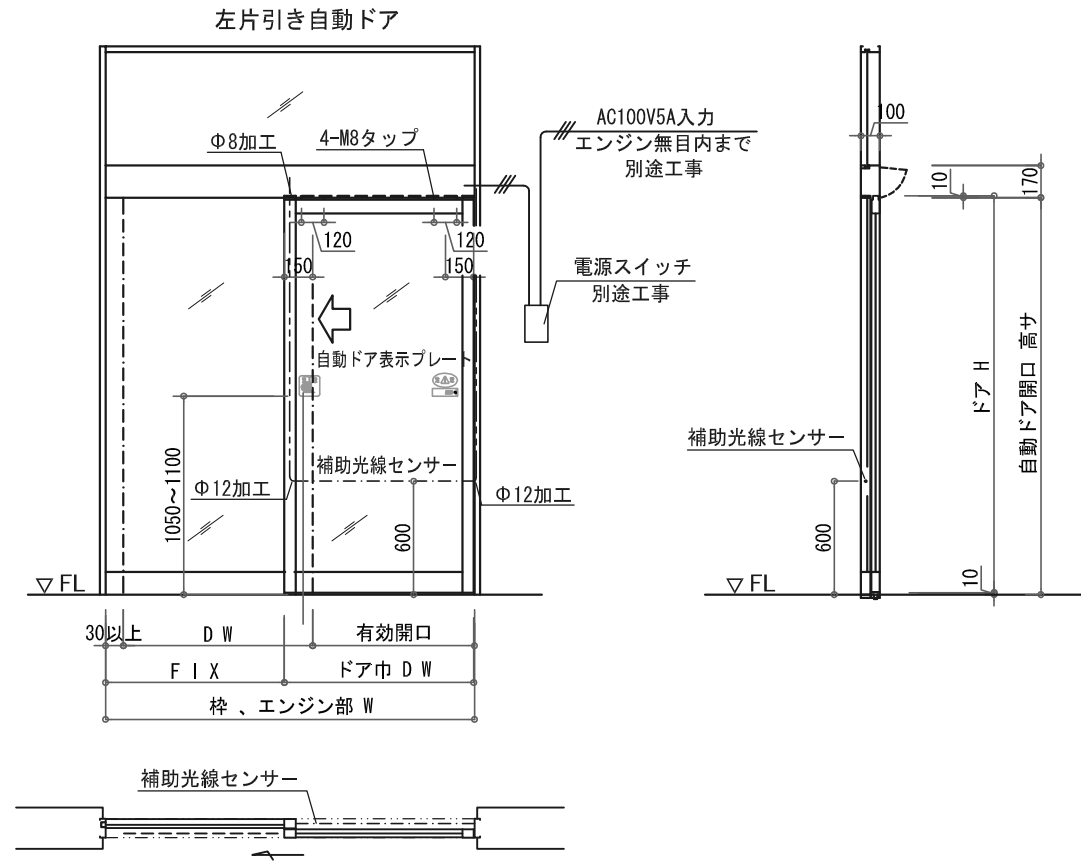 左片引き自動ドア
Φ8加工
4-M8タップ
AC100V5A入力
エンジン無目内まで
別途工事
120
120
150
150
電源スイッチ
別途工事
自動ドア表示プレート
1050～1100
補助光線センサー
Φ12加工
Φ12加工
600
▽ FL
30以上
D W
有効開口
F I X
ドア巾 D W
枠 、エンジン部 W
100
10
170
ドア H
自動ドア開口 高サ
補助光線センサー
600
10
▽ FL
補助光線センサー